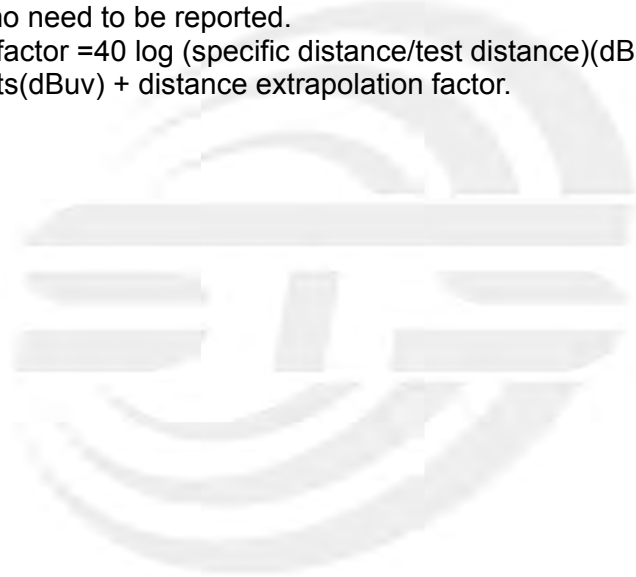 no need to be reported.
factor =40 log (specific distance/test distance)(dB
ts(dBuv) + distance extrapolation factor.